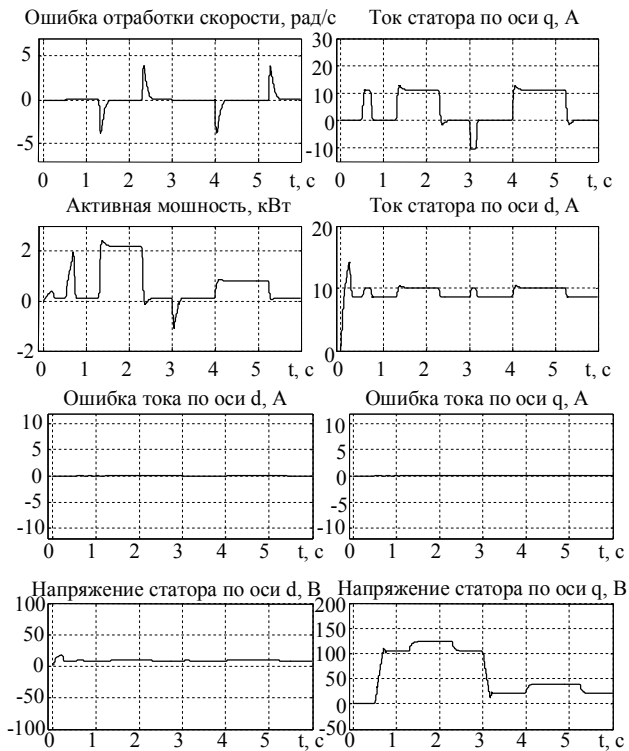 Ошибка отработки скорости, рад/с
Ток статора по оси q, А
5
0
-5
0 1 2 3 4 5 t, с
30
20
10
0
-10
0 1 2 3 4 5 t, с
Активная мошность, кВт
Ток статора по оси d, А
2
0
-2
0 1 2 3 4 5 t, с
20
10
0
0 1 2 3 4 5 t, с
Ошибка тока по оси d, А
Ошибка тока по оси q, А
10
5
0
-5
-10
0 1 2 3 4 5 t, с
10
5
0
-5
-10
0 1 2 3 4 5 t, с
Напряжение статора по оси d, В
Напряжение статора по оси q, В
100
50
0
-50
-100
0 1 2 3 4 5 t, с
200
150
100
50
0
-50
0 1 2 3 4 5 t, с